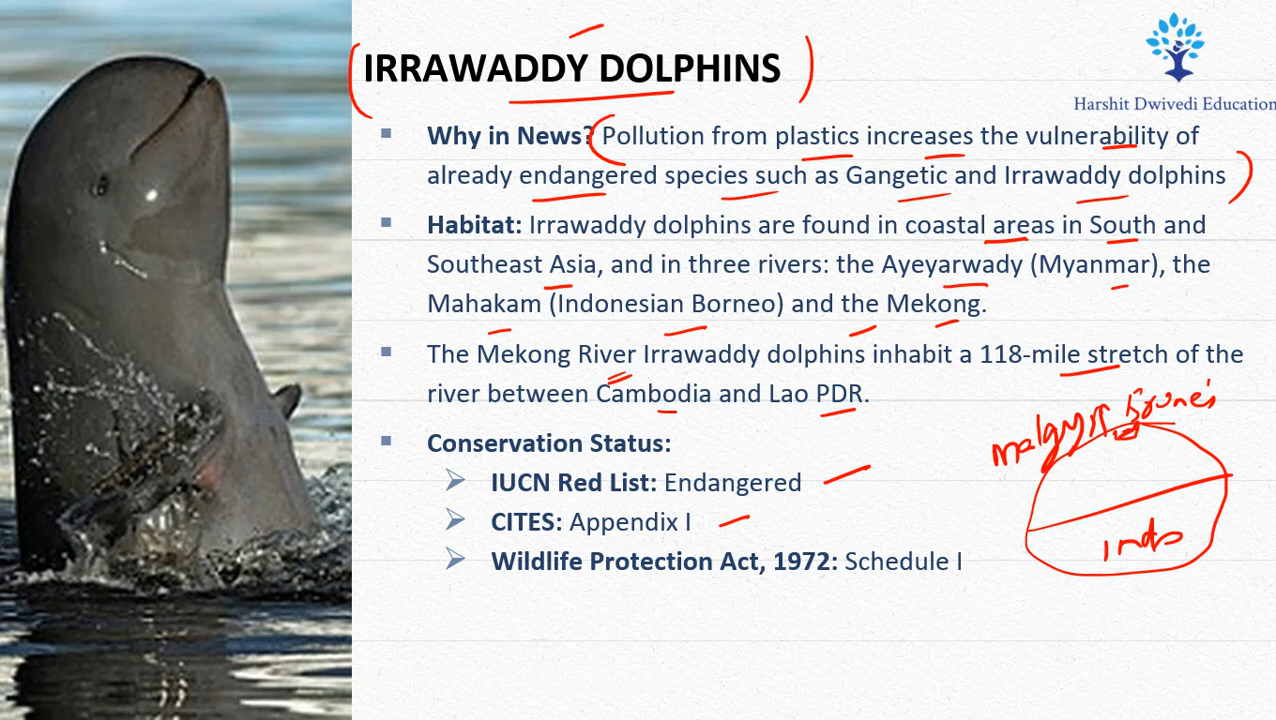 IRRAWADDY DOLPHINS
Harshit Dwivedi Education
Why in News? Pollution from plastics increases the vulnerability of
already endangered species such as Gangetic and Irrawaddy dolphins
Habitat: Irrawaddy dolphins are found in coastal areas in South and
Southeast Asia, and in three rivers: the Ayeyarwady (Myanmar), the
Mahakam (Indonesian Borneo) and the Mekong.
The Mekong River Irrawaddy dolphins inhabit a 118-mile stretch of the
river between Cambodia and Lao PDR.
Brunei
Conservation Status:
IUCN Red List: Endangered
CITES: Appendix I
Indo
Wildlife Protection Act, 1972: Schedule I